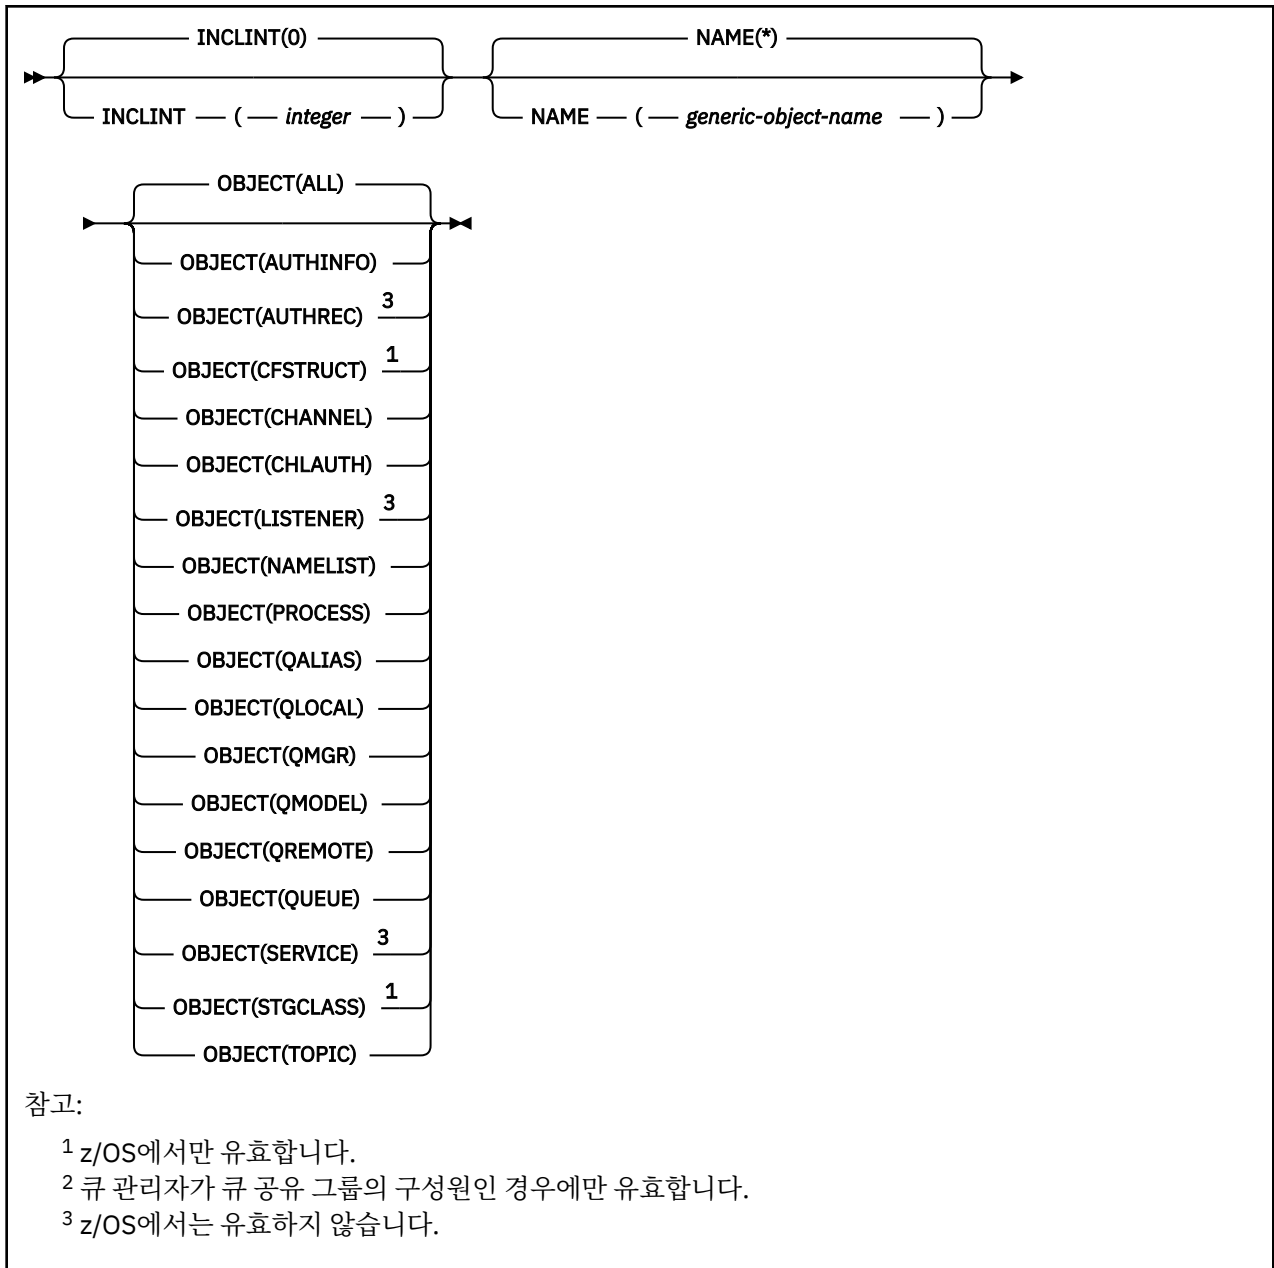 INCLINT(0) NAME(*)
INCLINT ( integer ) NAME ( generic-object-name )
OBJECT(ALL)
OBJECT(AUTHINFO)
OBJECT(AUTHREC) 3
OBJECT(CFSTRUCT) 1
OBJECT(CHANNEL)
OBJECT(CHLAUTH)
OBJECT(LISTENER) 3
OBJECT(NAMELIST)
OBJECT(PROCESS)
OBJECT(QALIAS)
OBJECT(QLOCAL)
OBJECT(QMGR)
OBJECT(QMODEL)
OBJECT(QREMOTE)
OBJECT(QUEUE)
OBJECT(SERVICE) 3
OBJECT(STGCLASS) 1
OBJECT(TOPIC)
참고:
1 z/OS에서만 유효합니다.
2 큐 관리자가 큐 공유 그룹의 구성원인 경우에만 유효합니다.
3 z/OS에서는 유효하지 않습니다.